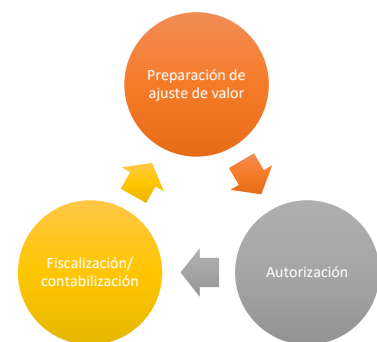 Preparación de
ajuste de valor
Autorización
Fiscalización/
contabilización